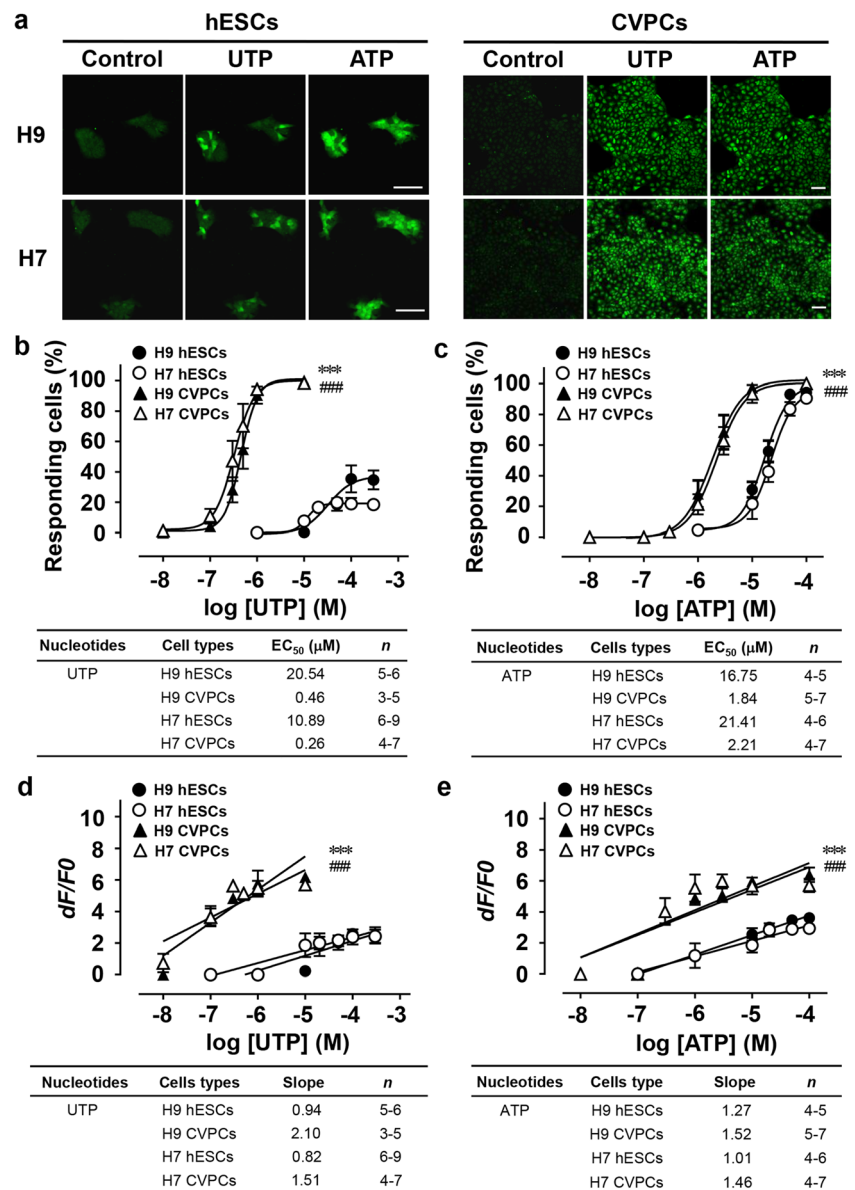 a
hESCs
CVPCs
Control UTP ATP
Control UTP ATP
H9
H7
b
H9 hESCs
H7 hESCs
H9 CVPCs
H7 CVPCs
***
###
Responding cells (%)
100
80
60
40
20
0
-8 -7 -6 -5 -4 -3
log [UTP] (M)
Nucleotides Cell types EC50 (μM) n
UTP H9 hESCs 20.54 5-6
H9 CVPCs 0.46 3-5
H7 hESCs 10.89 6-9
H7 CVPCs 0.26 4-7
c
H9 hESCs
H7 hESCs
H9 CVPCs
H7 CVPCs
***
###
Responding cells (%)
100
80
60
40
20
0
-8 -7 -6 -5 -4
log [ATP] (M)
Nucleotides Cells types EC50 (μM) n
ATP H9 hESCs 16.75 4-5
H9 CVPCs 1.84 5-7
H7 hESCs 21.41 4-6
H7 CVPCs 2.21 4-7
d
H9 hESCs
H7 hESCs
H9 CVPCs
H7 CVPCs
***
###
dF/F0
10
8
6
4
2
0
-8 -7 -6 -5 -4 -3
log [UTP] (M)
Nucleotides Cells types Slope n
UTP H9 hESCs 0.94 5-6
H9 CVPCs 2.10 3-5
H7 hESCs 0.82 6-9
H7 CVPCs 1.51 4-7
e
H9 hESCs
H7 hESCs
H9 CVPCs
H7 CVPCs
***
###
dF/F0
10
8
6
4
2
0
-8 -7 -6 -5 -4
log [ATP] (M)
Nucleotides Cells type Slope n
ATP H9 hESCs 1.27 4-5
H9 CVPCs 1.52 5-7
H7 hESCs 1.01 4-6
H7 CVPCs 1.46 4-7